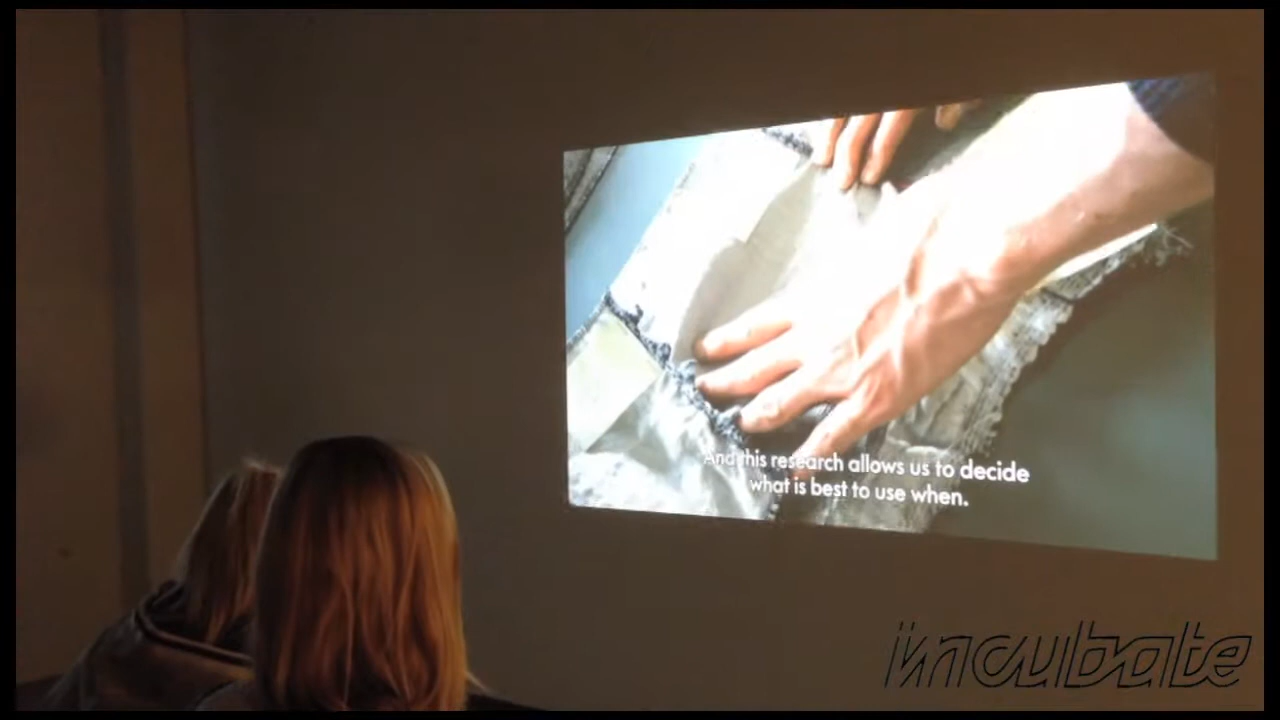 And this research allows us to decide
what is best to use when.
incubate